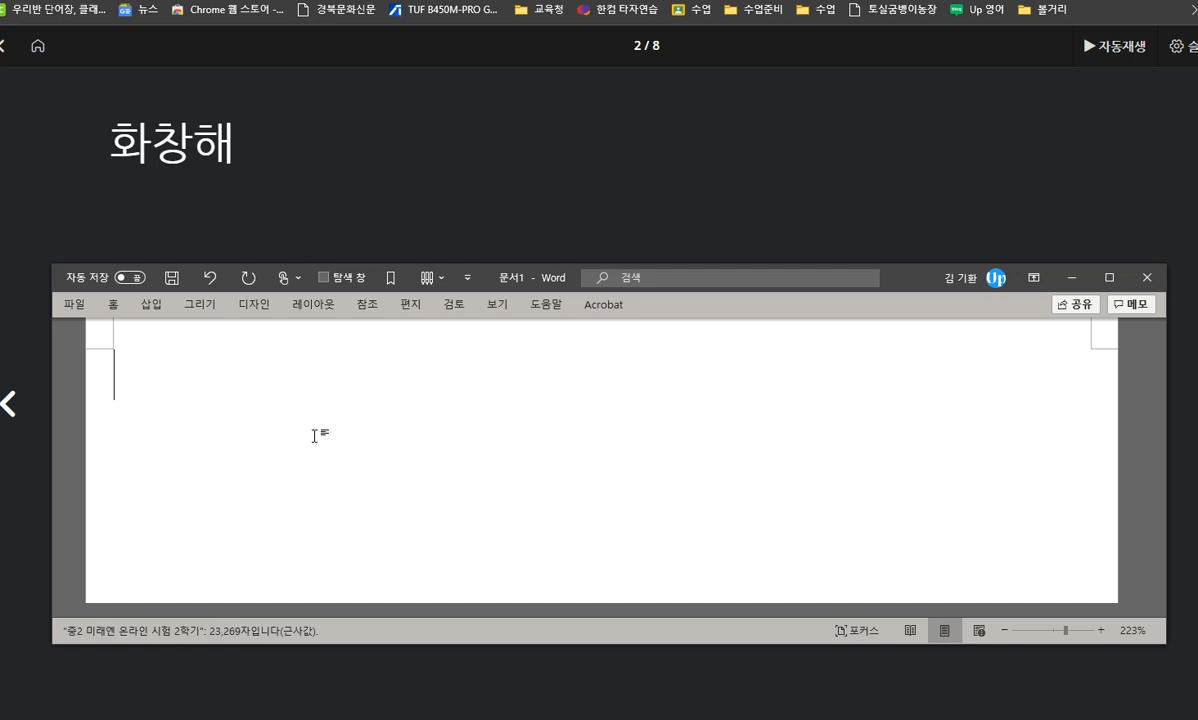 우리반 단어장, 클래... 뉴스 Chrome 웹 스토어 -... 경북문화신문 TUF B450M-PRO G... 교육청 한컴 타자연습 수업 수업준비 수업 토실굼벵이농장 Up 영어 볼거리
2 / 8 자동재생 슬
화창해
자동 저장 끔 탐색 창 문서1 - Word 검색 김 기환 Up
파일 홈 삽입 그리기 디자인 레이아웃 참조 편지 검토 보기 도움말 Acrobat 공유 메모
"중2 미래엔 온라인 시험 2학기": 23,269자입니다(근사값). 포커스 223%